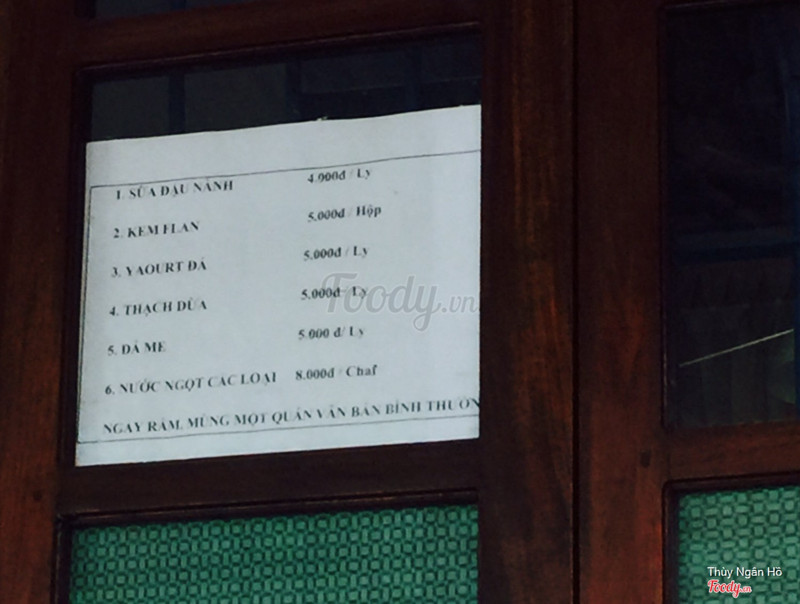 1. SỮA ĐẬU NÀNH 4.000đ / Ly
2. KEM FLAN 5.000đ / Hộp
3. YAOURT ĐÁ 5.000đ / Ly
4. THẠCH DỪA 5.000đ / Ly
5. ĐÁ ME 5.000 đ/ Ly
6. NƯỚC NGỌT CÁC LOẠI 8.000đ / Chai
NGAY RẰM, MÙNG MỘT QUÁN VẪN BÁN BÌNH THƯỜN
Foody.vn
Thùy Ngân Hồ
Foody.vn